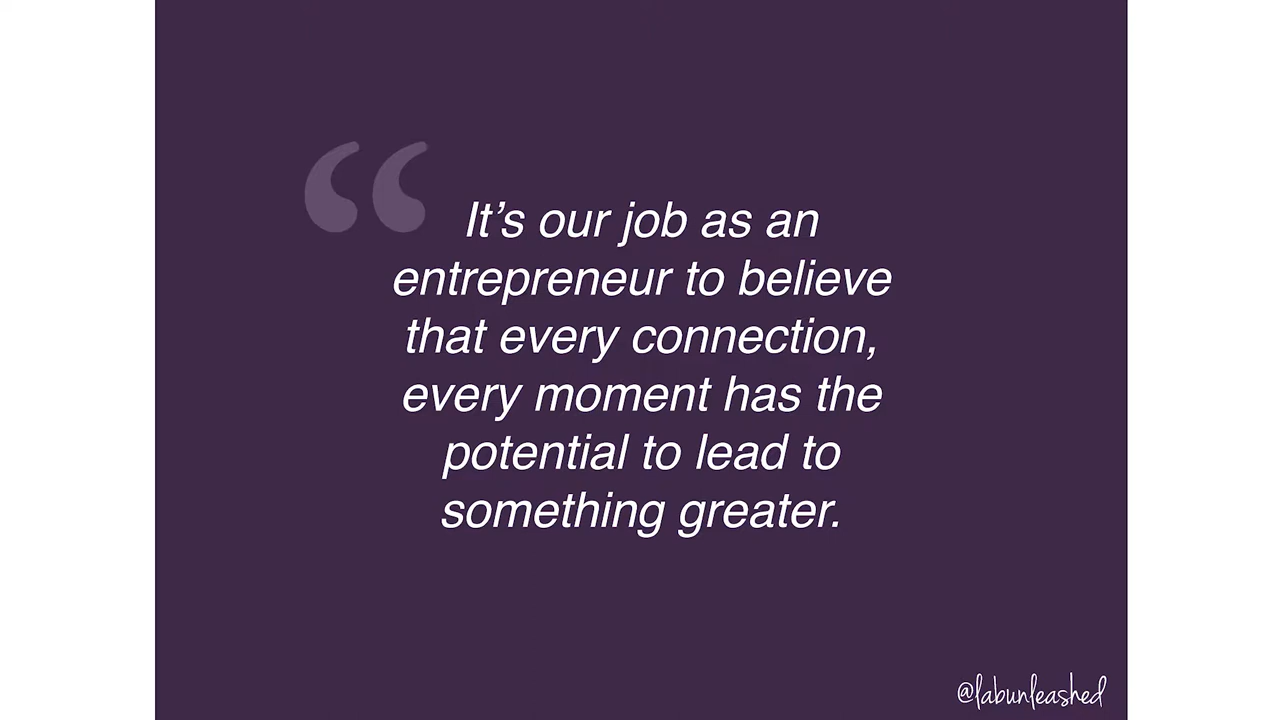 “
It’s our job as an
entrepreneur to believe
that every connection,
every moment has the
potential to lead to
something greater.
@labunleashed